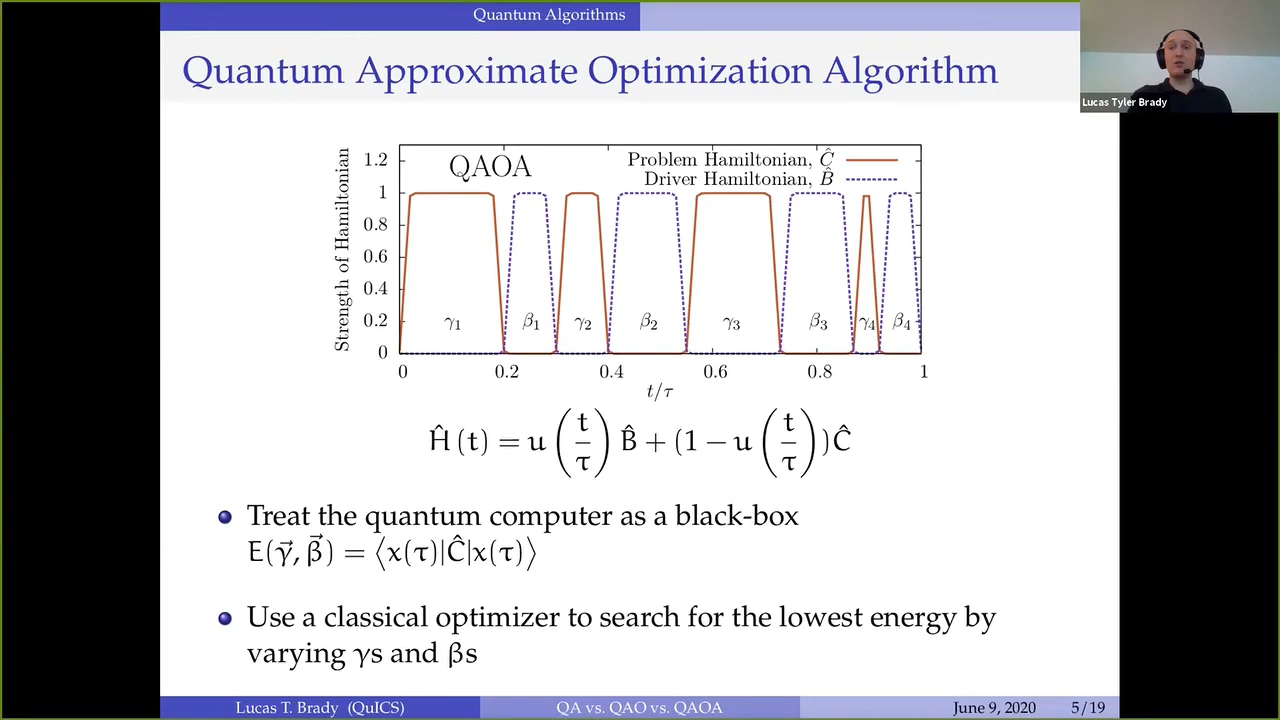 Quantum Algorithms
Quantum Approximate Optimization Algorithm
Lucas Tyler Brady
QAOA
Problem Hamiltonian, Ĉ
Driver Hamiltonian, B̂
Strength of Hamiltonian
1.2
1
0.8
0.6
0.4
0.2
0
γ₁ β₁ γ₂ β₂ γ₃ β₃ γ₄ β₄
0 0.2 0.4 0.6 0.8 1
t/τ
Ĥ (t) = u (t/τ) B̂ + (1 − u (t/τ))Ĉ
Treat the quantum computer as a black-box
E(γ⃗, β⃗) = ⟨x(τ)|Ĉ|x(τ)⟩
Use a classical optimizer to search for the lowest energy by
varying γs and βs
Lucas T. Brady (QuICS) QA vs. QAO vs. QAOA June 9, 2020 5/19